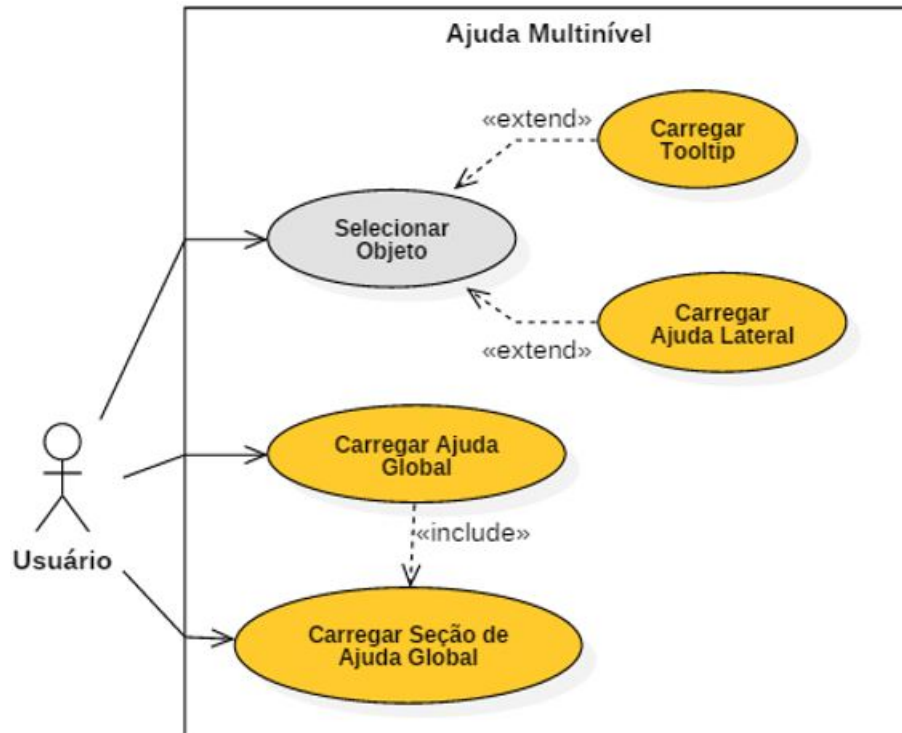 Ajuda Multinível
«extend»
Carregar
Tooltip
Selecionar
Objeto
Carregar
Ajuda Lateral
«extend»
Carregar Ajuda
Global
«include»
Usuário
Carregar Seção de
Ajuda Global